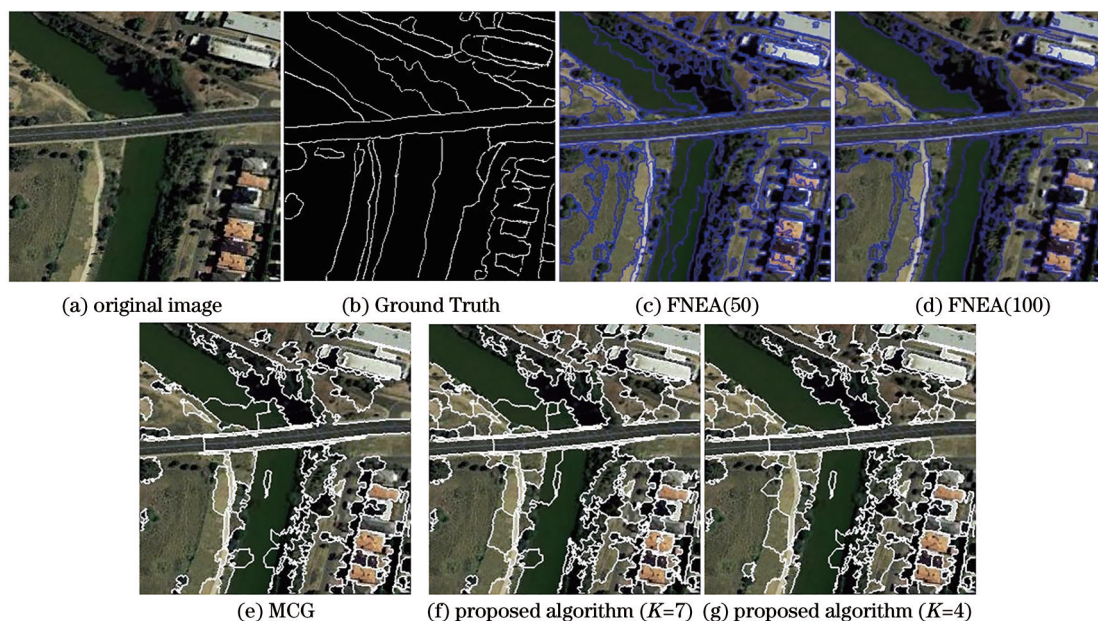 (a) original image
(b) Ground Truth
(c) FNEA(50)
(d) FNEA(100)
(e) MCG
(f) proposed algorithm (K=7)
(g) proposed algorithm (K=4)